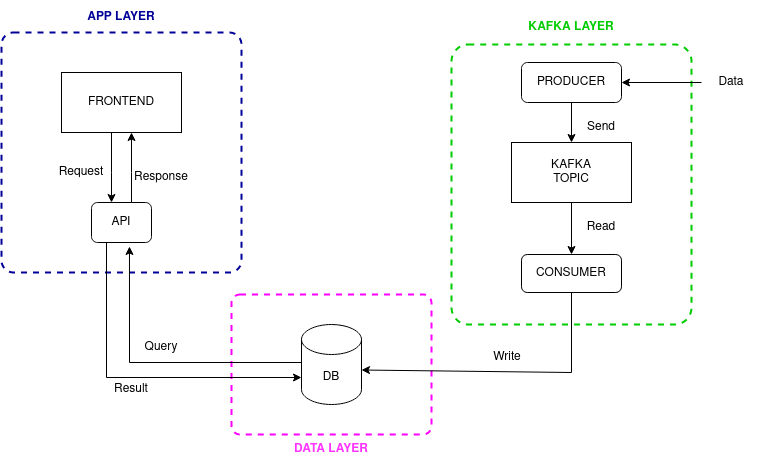 APP LAYER
KAFKA LAYER
FRONTEND
PRODUCER
Data
Send
Request
Response
KAFKA
TOPIC
API
Read
CONSUMER
Query
Write
DB
Result
DATA LAYER